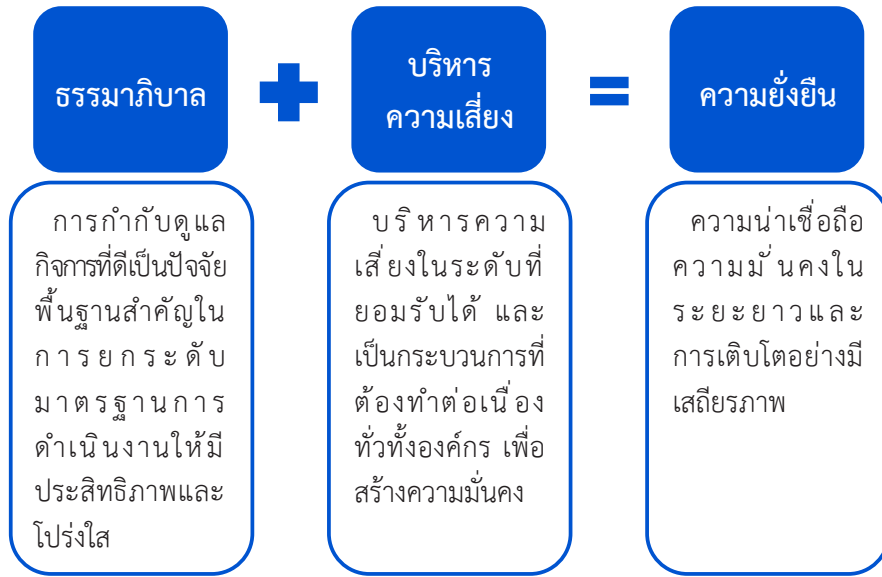 ธรรมาภิบาล
บริหาร
ความเสี่ยง
ความยั่งยืน
การกำกับดูแล
กิจการที่ดีเป็นปัจจัย
พื้นฐานสำคัญใน
การยกระดับ
มาตรฐานการ
ดำเนินงานให้มี
ประสิทธิภาพและ
โปร่งใส
บริหารความ
เสี่ยงในระดับที่
ยอมรับได้ และ
เป็นกระบวนการที่
ต้องทำต่อเนื่อง
ทั่วทั้งองค์กร เพื่อ
สร้างความมั่นคง
ความน่าเชื่อถือ
ความมั่นคงใน
ระยะยาวและ
การเติบโตอย่างมี
เสถียรภาพ